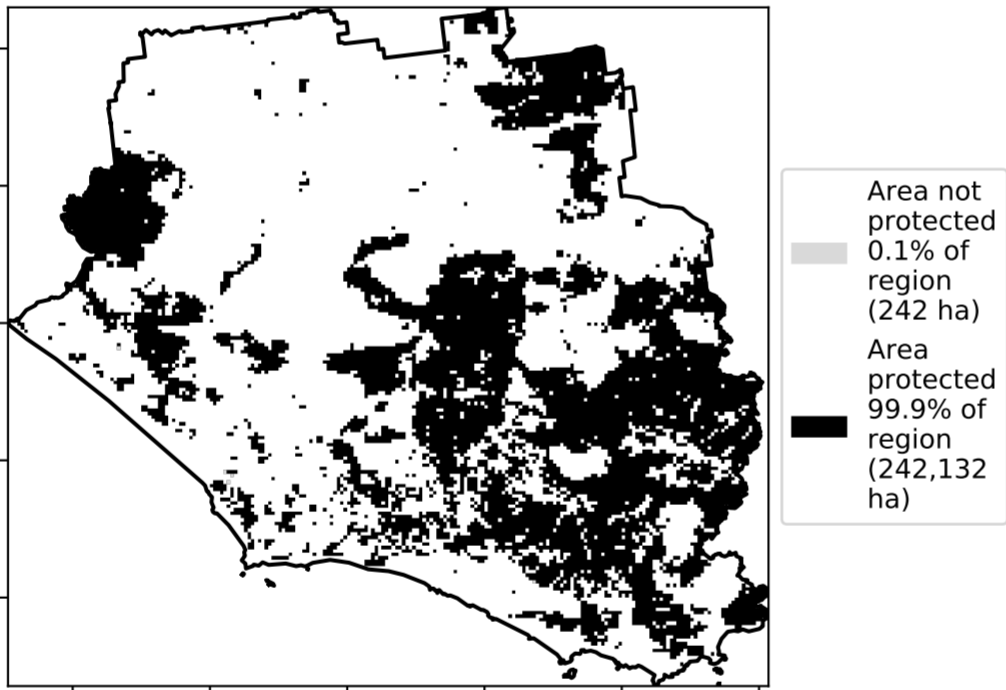 Area not
protected
0.1% of
region
(242 ha)
Area
protected
99.9% of
region
(242,132
ha)